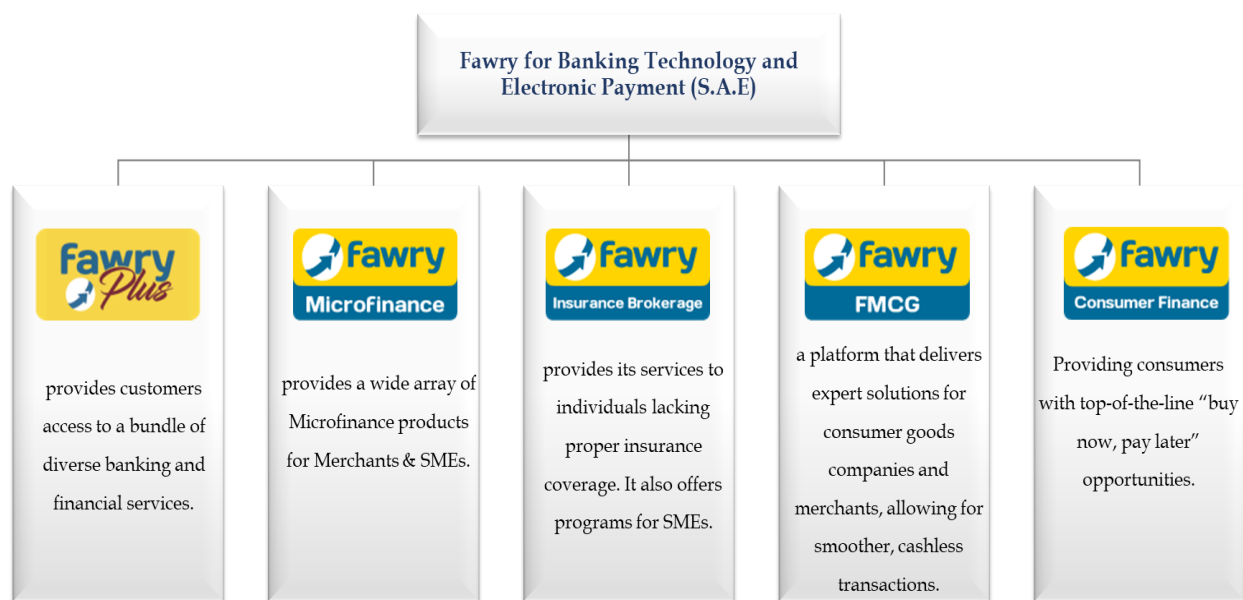 Fawry for Banking Technology and
Electronic Payment (S.A.E)
fawry
Plus
provides customers
access to a bundle of
diverse banking and
financial services.
fawry
MicroFinance
provides a wide array of
Microfinance products
for Merchants & SMEs.
fawry
Insurance Brokerage
provides its services to
individuals lacking
proper insurance
coverage. It also offers
programs for SMEs.
fawry
FMCG
a platform that delivers
expert solutions for
consumer goods
companies and
merchants, allowing for
smoother, cashless
transactions.
fawry
Consumer Finance
Providing consumers
with top-of-the-line “buy
now, pay later”
opportunities.